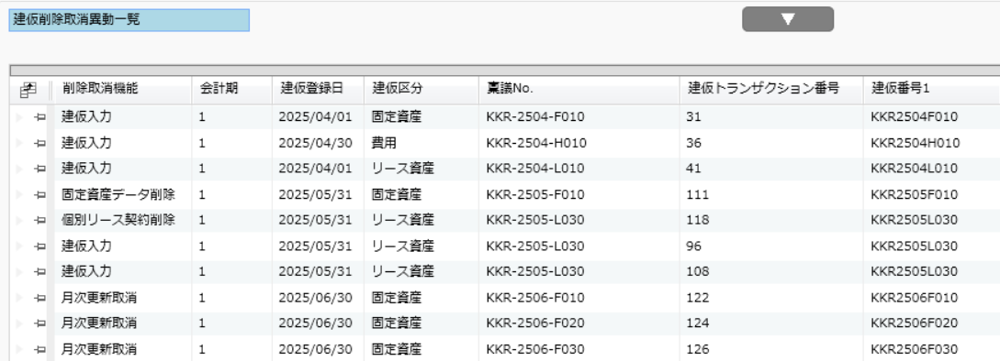 建仮削除取消異動一覧
▼
削除取消機能 会計期 建仮登録日 建仮区分 稟議No. 建仮トランザクション番号 建仮番号1
建仮入力 1 2025/04/01 固定資産 KKR-2504-F010 31 KKR2504F010
建仮入力 1 2025/04/30 費用 KKR-2504-H010 36 KKR2504H010
建仮入力 1 2025/04/01 リース資産 KKR-2504-L010 41 KKR2504L010
固定資産データ削除 1 2025/05/31 固定資産 KKR-2505-F010 111 KKR2505F010
個別リース契約削除 1 2025/05/31 リース資産 KKR-2505-L030 118 KKR2505L030
建仮入力 1 2025/05/31 リース資産 KKR-2505-L030 96 KKR2505L030
建仮入力 1 2025/05/31 リース資産 KKR-2505-L030 108 KKR2505L030
月次更新取消 1 2025/06/30 固定資産 KKR-2506-F010 122 KKR2506F010
月次更新取消 1 2025/06/30 固定資産 KKR-2506-F020 124 KKR2506F020
月次更新取消 1 2025/06/30 固定資産 KKR-2506-F030 126 KKR2506F030